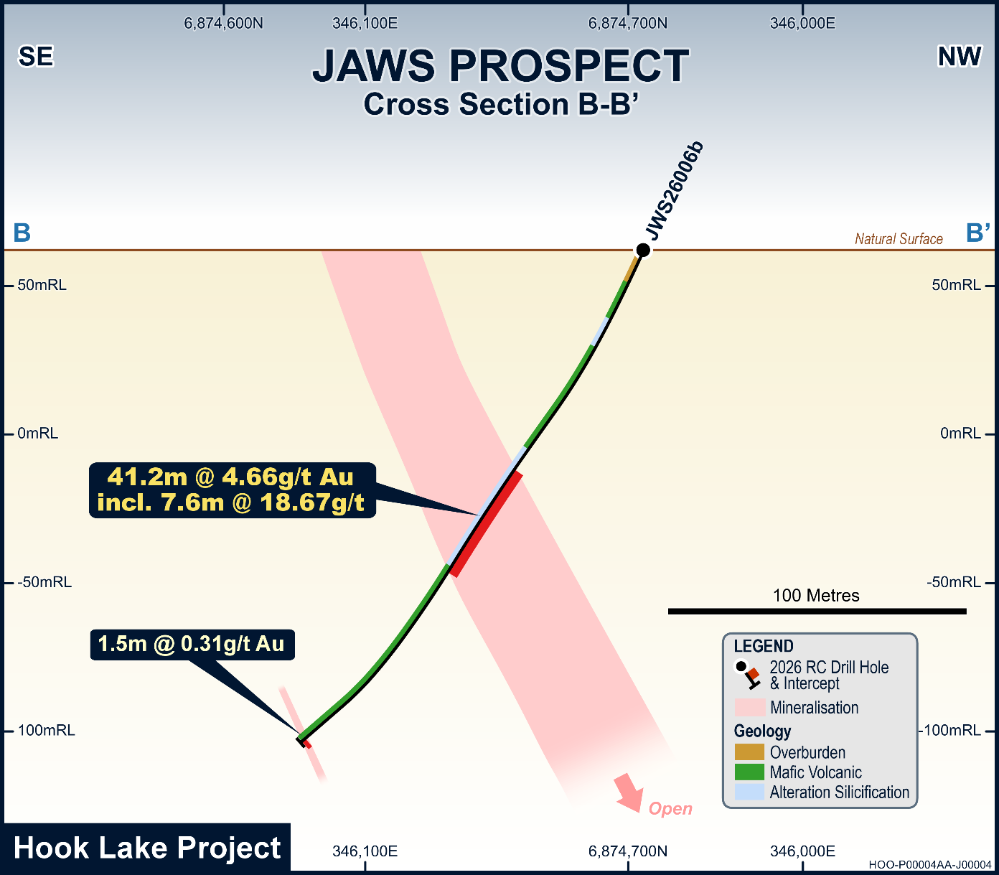 6,874,600N 346,100E 6,874,700N 346,000E
SE NW
JAWS PROSPECT
Cross Section B-B’
JWS26006b
B Natural Surface B’
50mRL 50mRL
0mRL 0mRL
41.2m @ 4.66g/t Au
incl. 7.6m @ 18.67g/t
-50mRL -50mRL
100 Metres
1.5m @ 0.31g/t Au
100mRL -100mRL
LEGEND
2026 RC Drill Hole
& Intercept
Mineralisation
Geology
Overburden
Mafic Volcanic
Alteration Silicification
Open
Hook Lake Project
346,100E 6,874,700N 346,000E
HOO-P00004AA-J00004